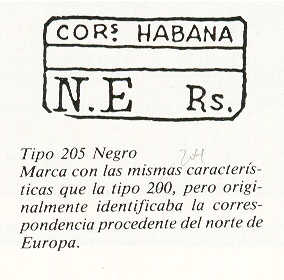 CORS HABANA
N.E Rs.
Tipo 205 Negro
Marca con las mismas caracterís-
ticas que la tipo 200, pero origi-
nalmente identificaba la corres-
pondencia procedente del norte de
Europa.